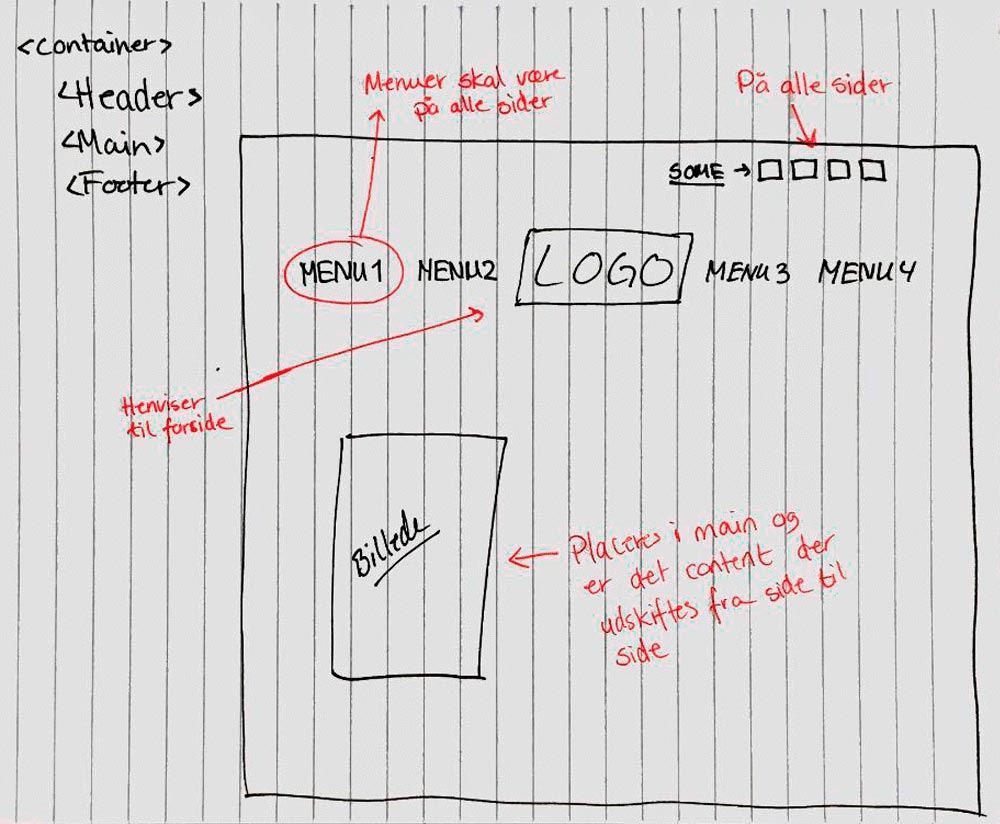 <Container>
<Header>
<Main>
<Footer>
Menuer skal være
på alle sider
På alle sider
SOME →
MENU1
MENU2
LOGO
MENU3
MENU4
Henviser
til forside
Billede
Placeres i main og
er det content der
udskiftes fra side til
side